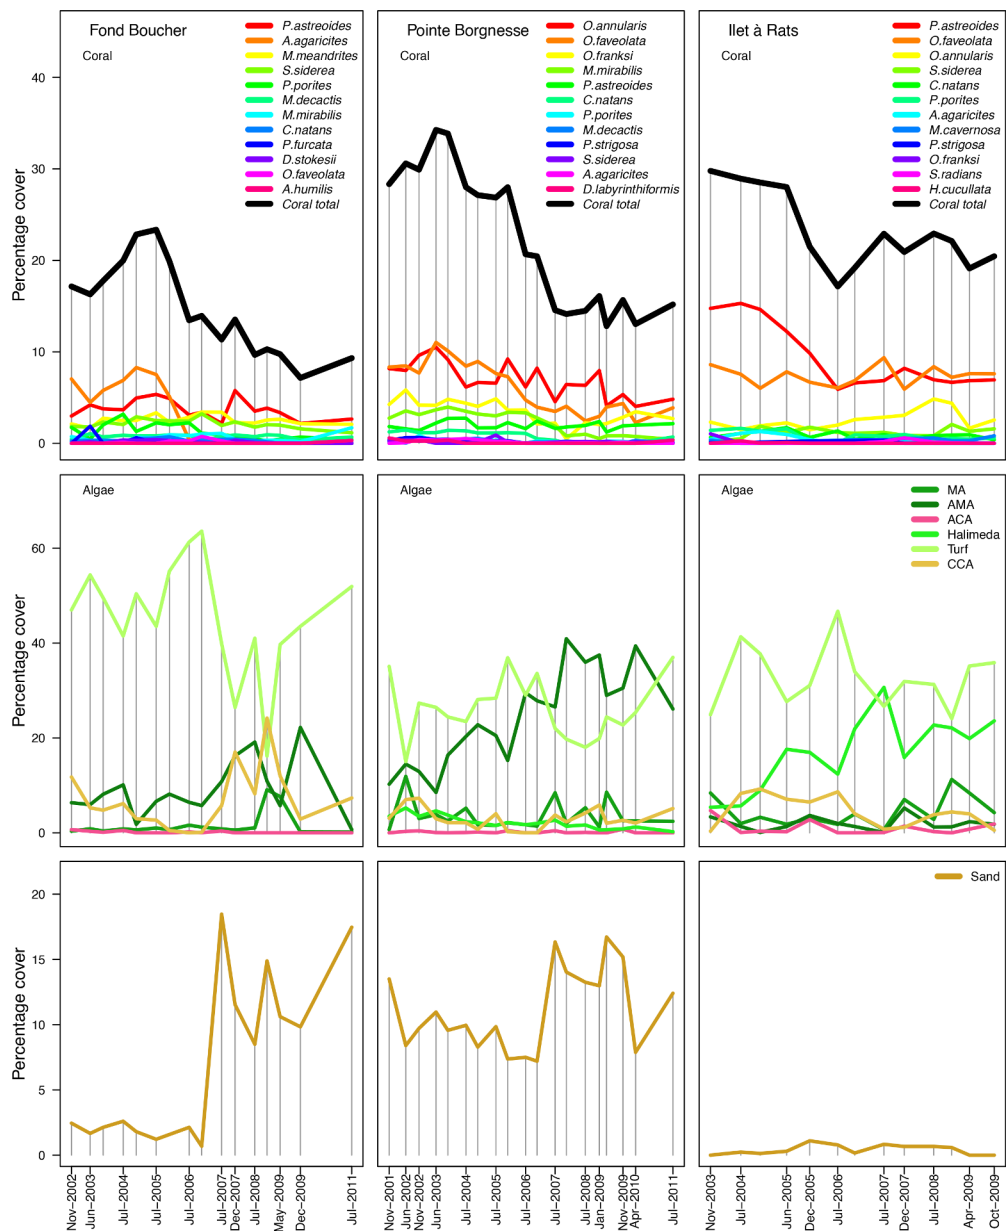 Fond Boucher
Coral
P.astreoides
A.agaricites
M.meandrites
S.siderea
P.porites
M.decactis
M.mirabilis
C.natans
P.furcata
D.stokesii
O.faveolata
A.humilis
Coral total
Pointe Borgnesse
Coral
O.annularis
O.faveolata
O.franksi
M.mirabilis
P.astreoides
C.natans
P.porites
M.decactis
P.strigosa
S.siderea
A.agaricites
D.labyrinthiformis
Coral total
Ilet à Rats
Coral
P.astreoides
O.faveolata
O.annularis
S.siderea
C.natans
P.porites
A.agaricites
M.cavernosa
P.strigosa
O.franksi
S.radians
H.cucullata
Coral total
Percentage cover
40
30
20
10
0
Algae
Algae
Algae
MA
AMA
ACA
Halimeda
Turf
CCA
Percentage cover
60
40
20
0
Sand
Percentage cover
20
15
10
5
0
Nov-2002
Jun-2003
Jul-2004
Jul-2005
Jul-2006
Jul-2007
Dec-2007
Jul-2008
May-2009
Dec-2009
Jul-2011
Nov-2001
Jun-2002
Nov-2002
Jun-2003
Jul-2004
Jul-2005
Jul-2006
Jul-2007
Jul-2008
Jan-2009
Nov-2009
Apr-2010
Jul-2011
Nov-2003
Jul-2004
Jun-2005
Dec-2005
Jul-2006
Jul-2007
Dec-2007
Jul-2008
Apr-2009
Oct-2009